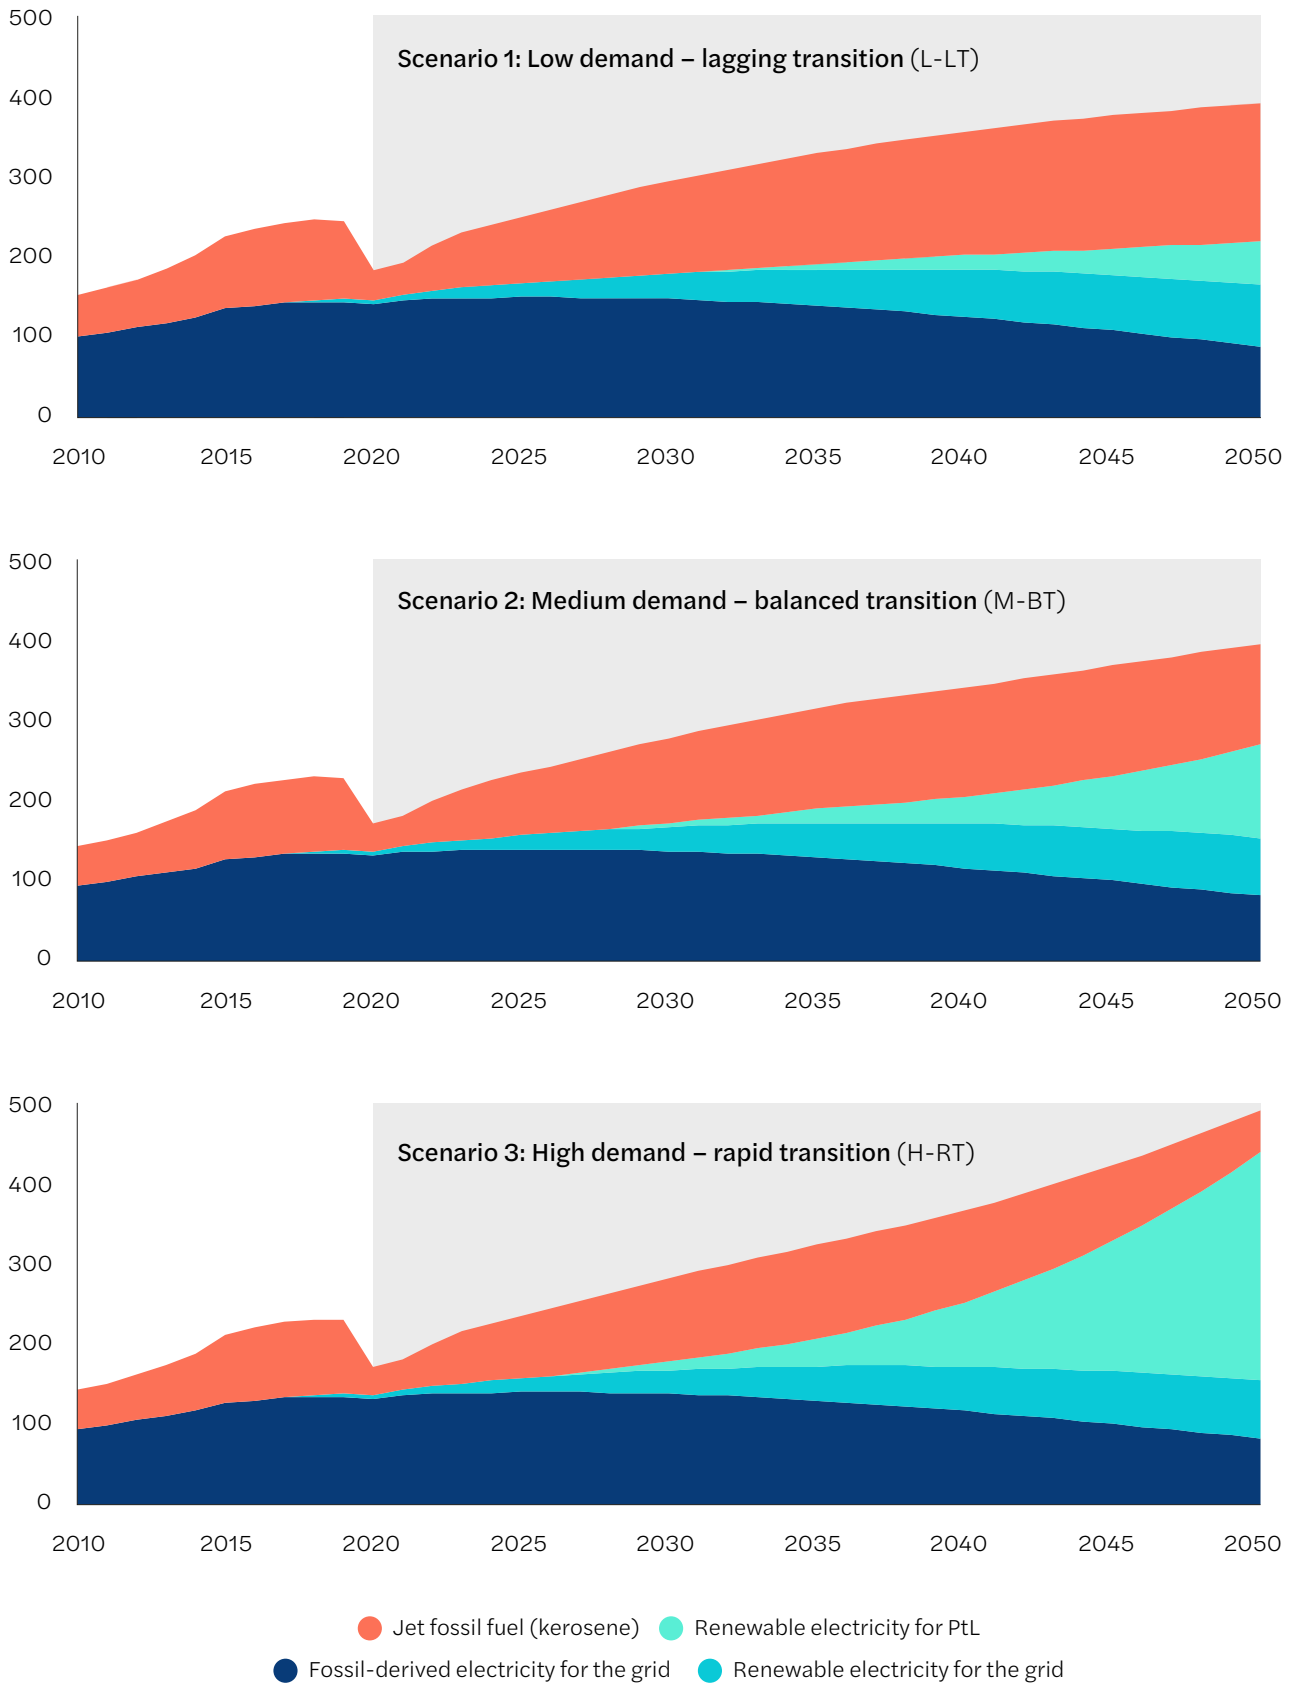 500
Scenario 1: Low demand – lagging transition (L-LT)
400
300
200
100
0
2010 2015 2020 2025 2030 2035 2040 2045 2050
500
Scenario 2: Medium demand – balanced transition (M-BT)
400
300
200
100
0
2010 2015 2020 2025 2030 2035 2040 2045 2050
500
Scenario 3: High demand – rapid transition (H-RT)
400
300
200
100
0
2010 2015 2020 2025 2030 2035 2040 2045 2050
Jet fossil fuel (kerosene) Renewable electricity for PtL
Fossil-derived electricity for the grid Renewable electricity for the grid